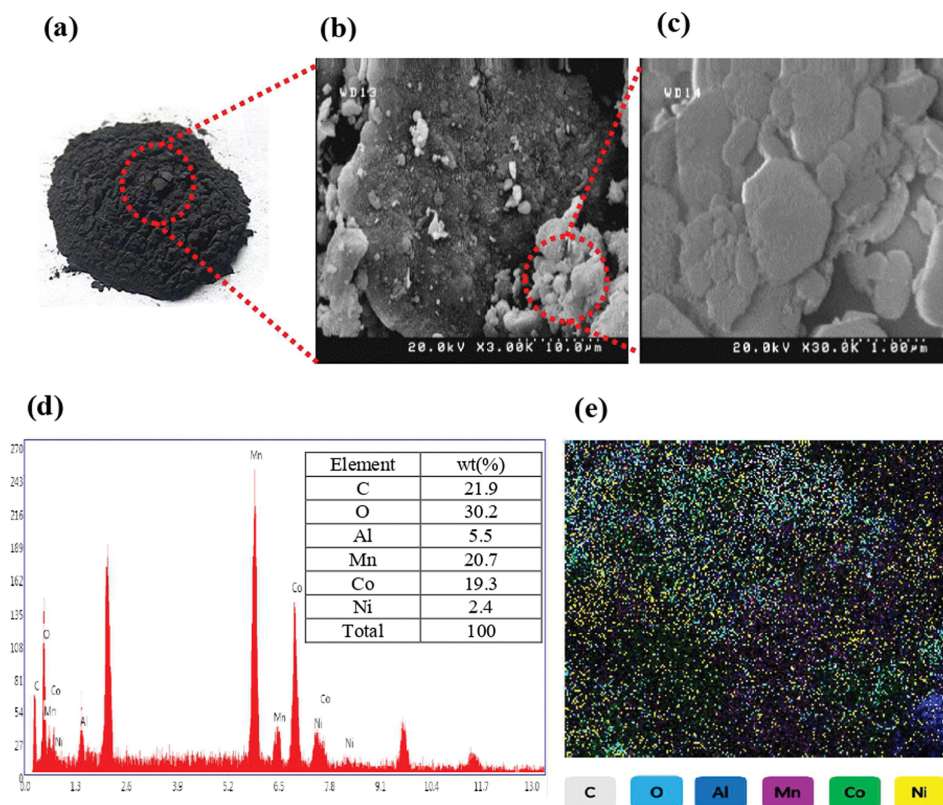 (a)
(b)
(c)
WD13
20.0kV X3.00K 10.0μm
WD14
20.0kV X30.0K 1.00μm
(d)
(e)
270
243
216
189
162
135
108
81
54
27
0
0.0 1.3 2.6 3.9 5.2 6.5 7.8 9.1 10.4 11.7 13.0
C
O
Co
Mn
Ni
Al
Mn
Mn
Co
Ni
Co
Ni
Element wt(%)
C 21.9
O 30.2
Al 5.5
Mn 20.7
Co 19.3
Ni 2.4
Total 100
C O Al Mn Co Ni